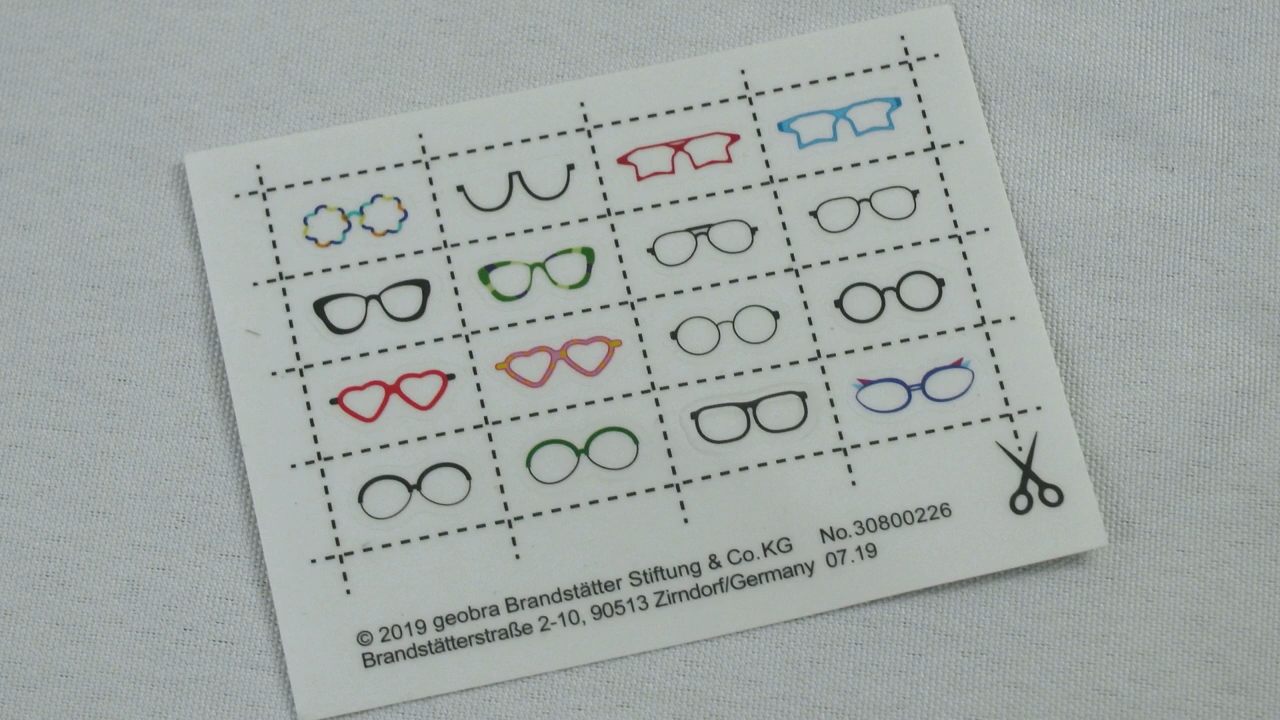 © 2019 geobra Brandstätter Stiftung & Co.KG No.30800226
Brandstätterstraße 2-10, 90513 Zirndorf/Germany 07.19